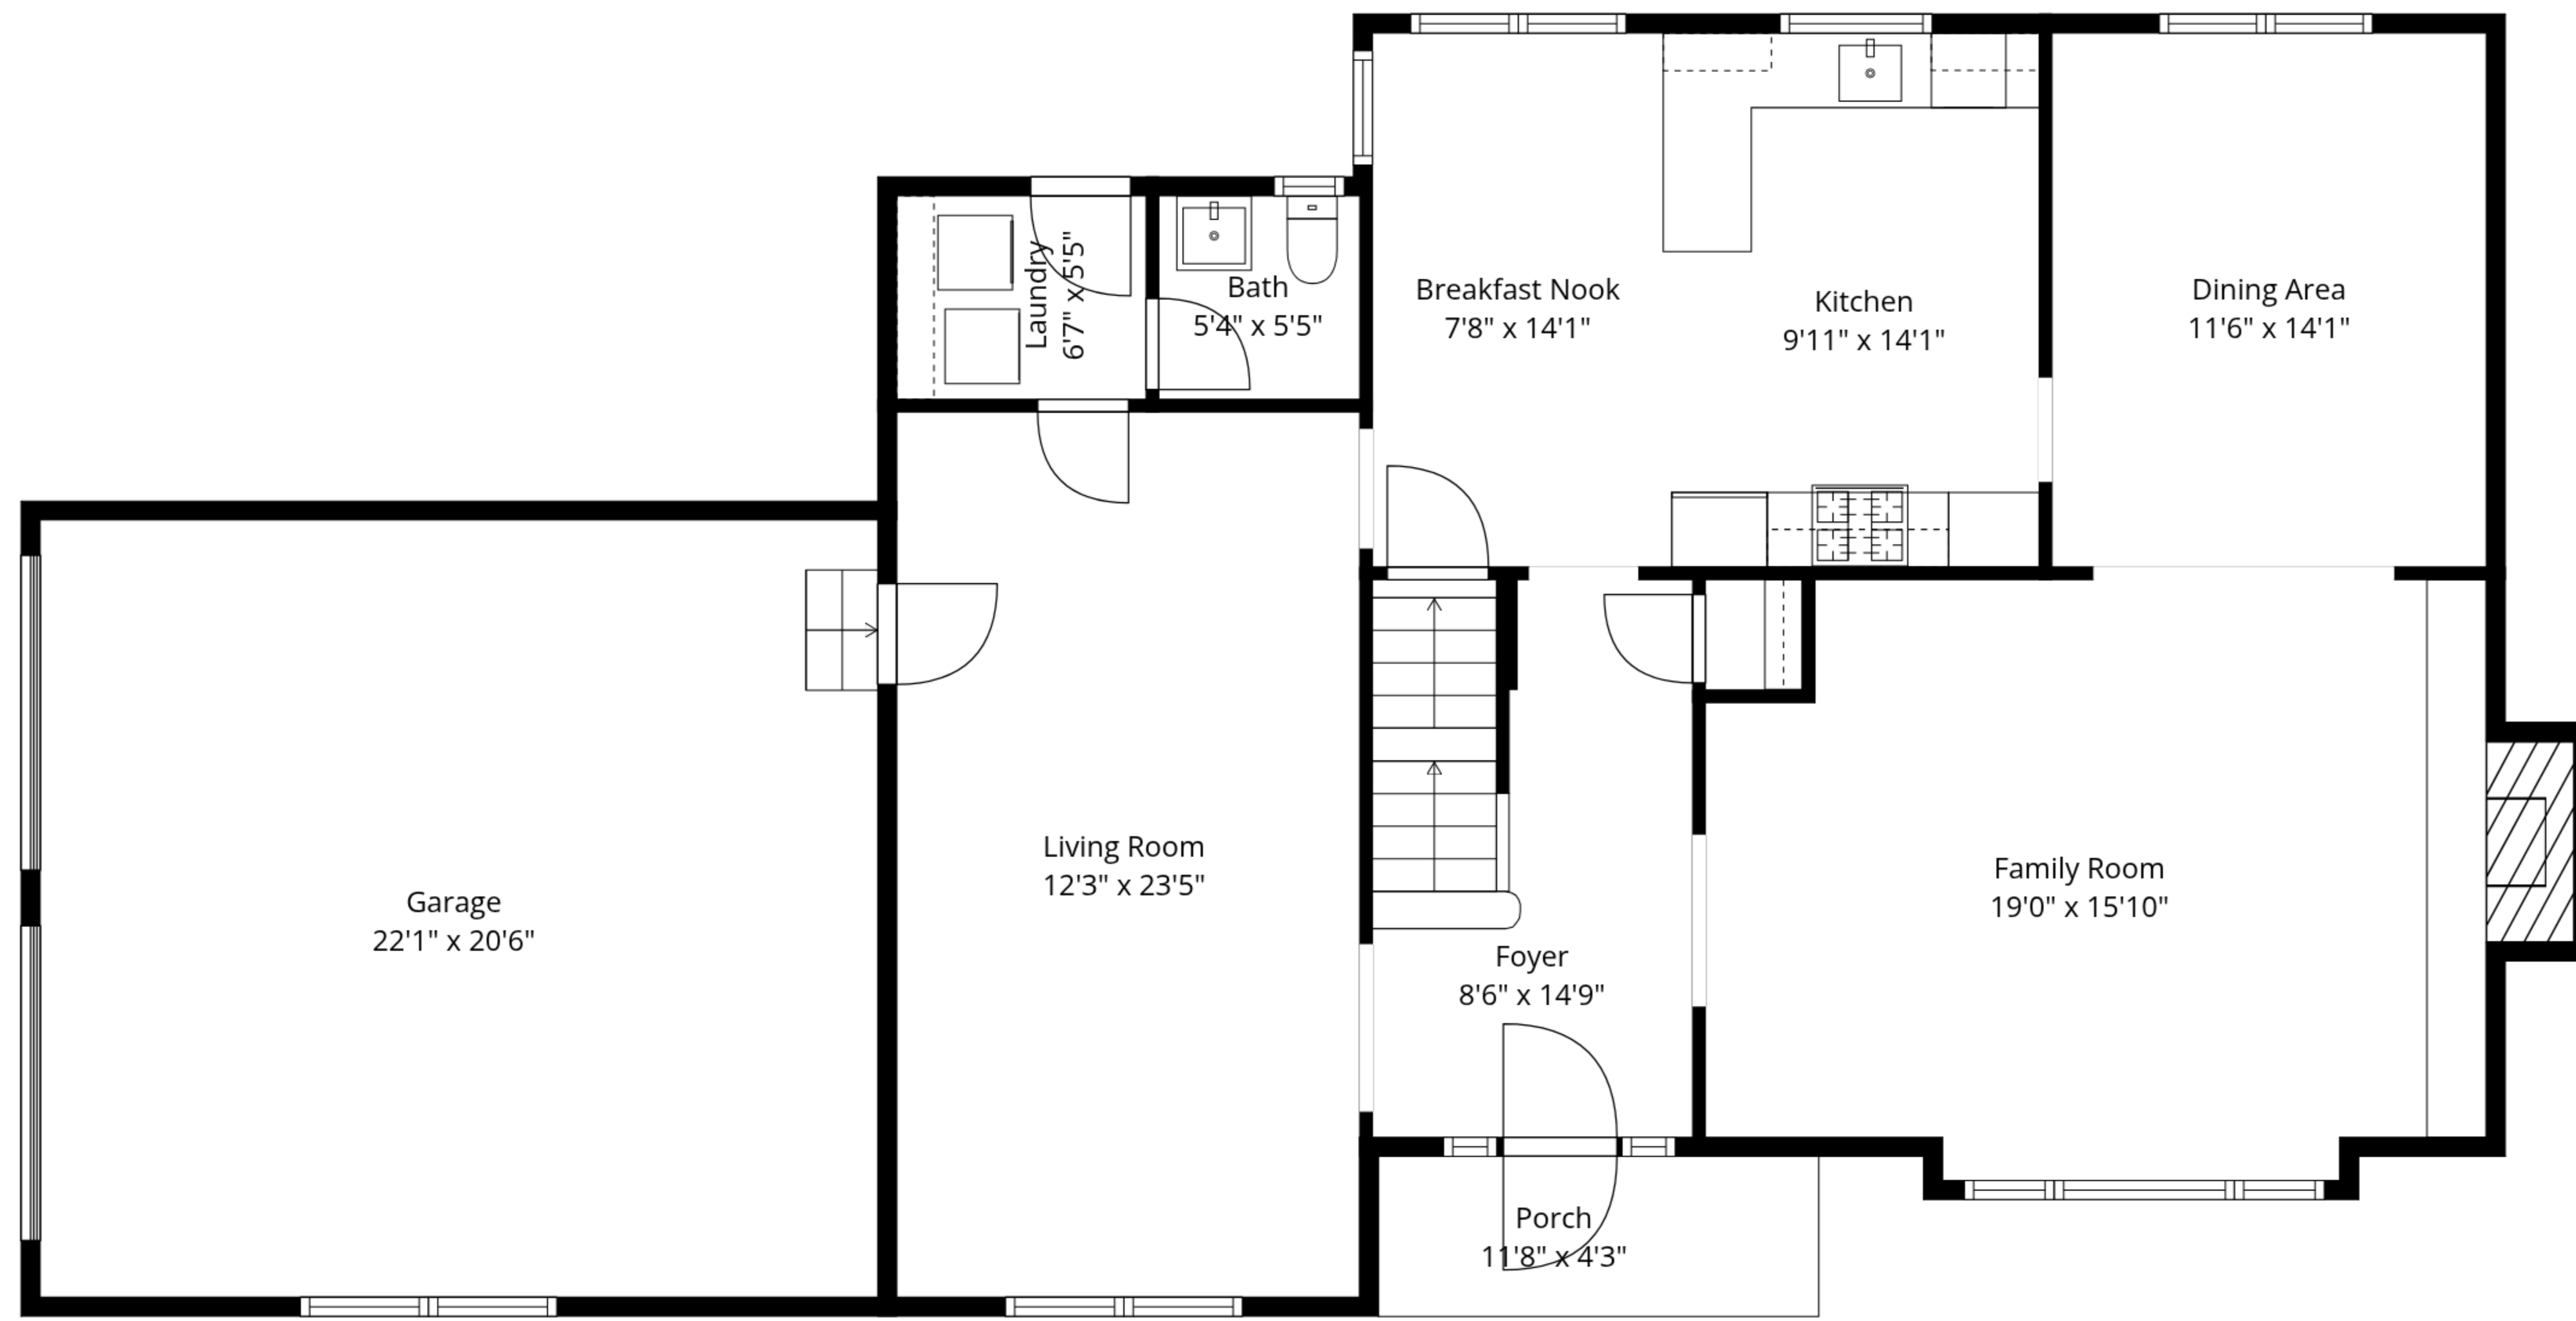 Laundry
6'7" x 5'5"
Bath
5'4" x 5'5"
Breakfast Nook
7'8" x 14'1"
Kitchen
9'11" x 14'1"
Dining Area
11'6" x 14'1"
Garage
22'1" x 20'6"
Living Room
12'3" x 23'5"
Foyer
8'6" x 14'9"
Family Room
19'0" x 15'10"
Porch
11'8" x 4'3"